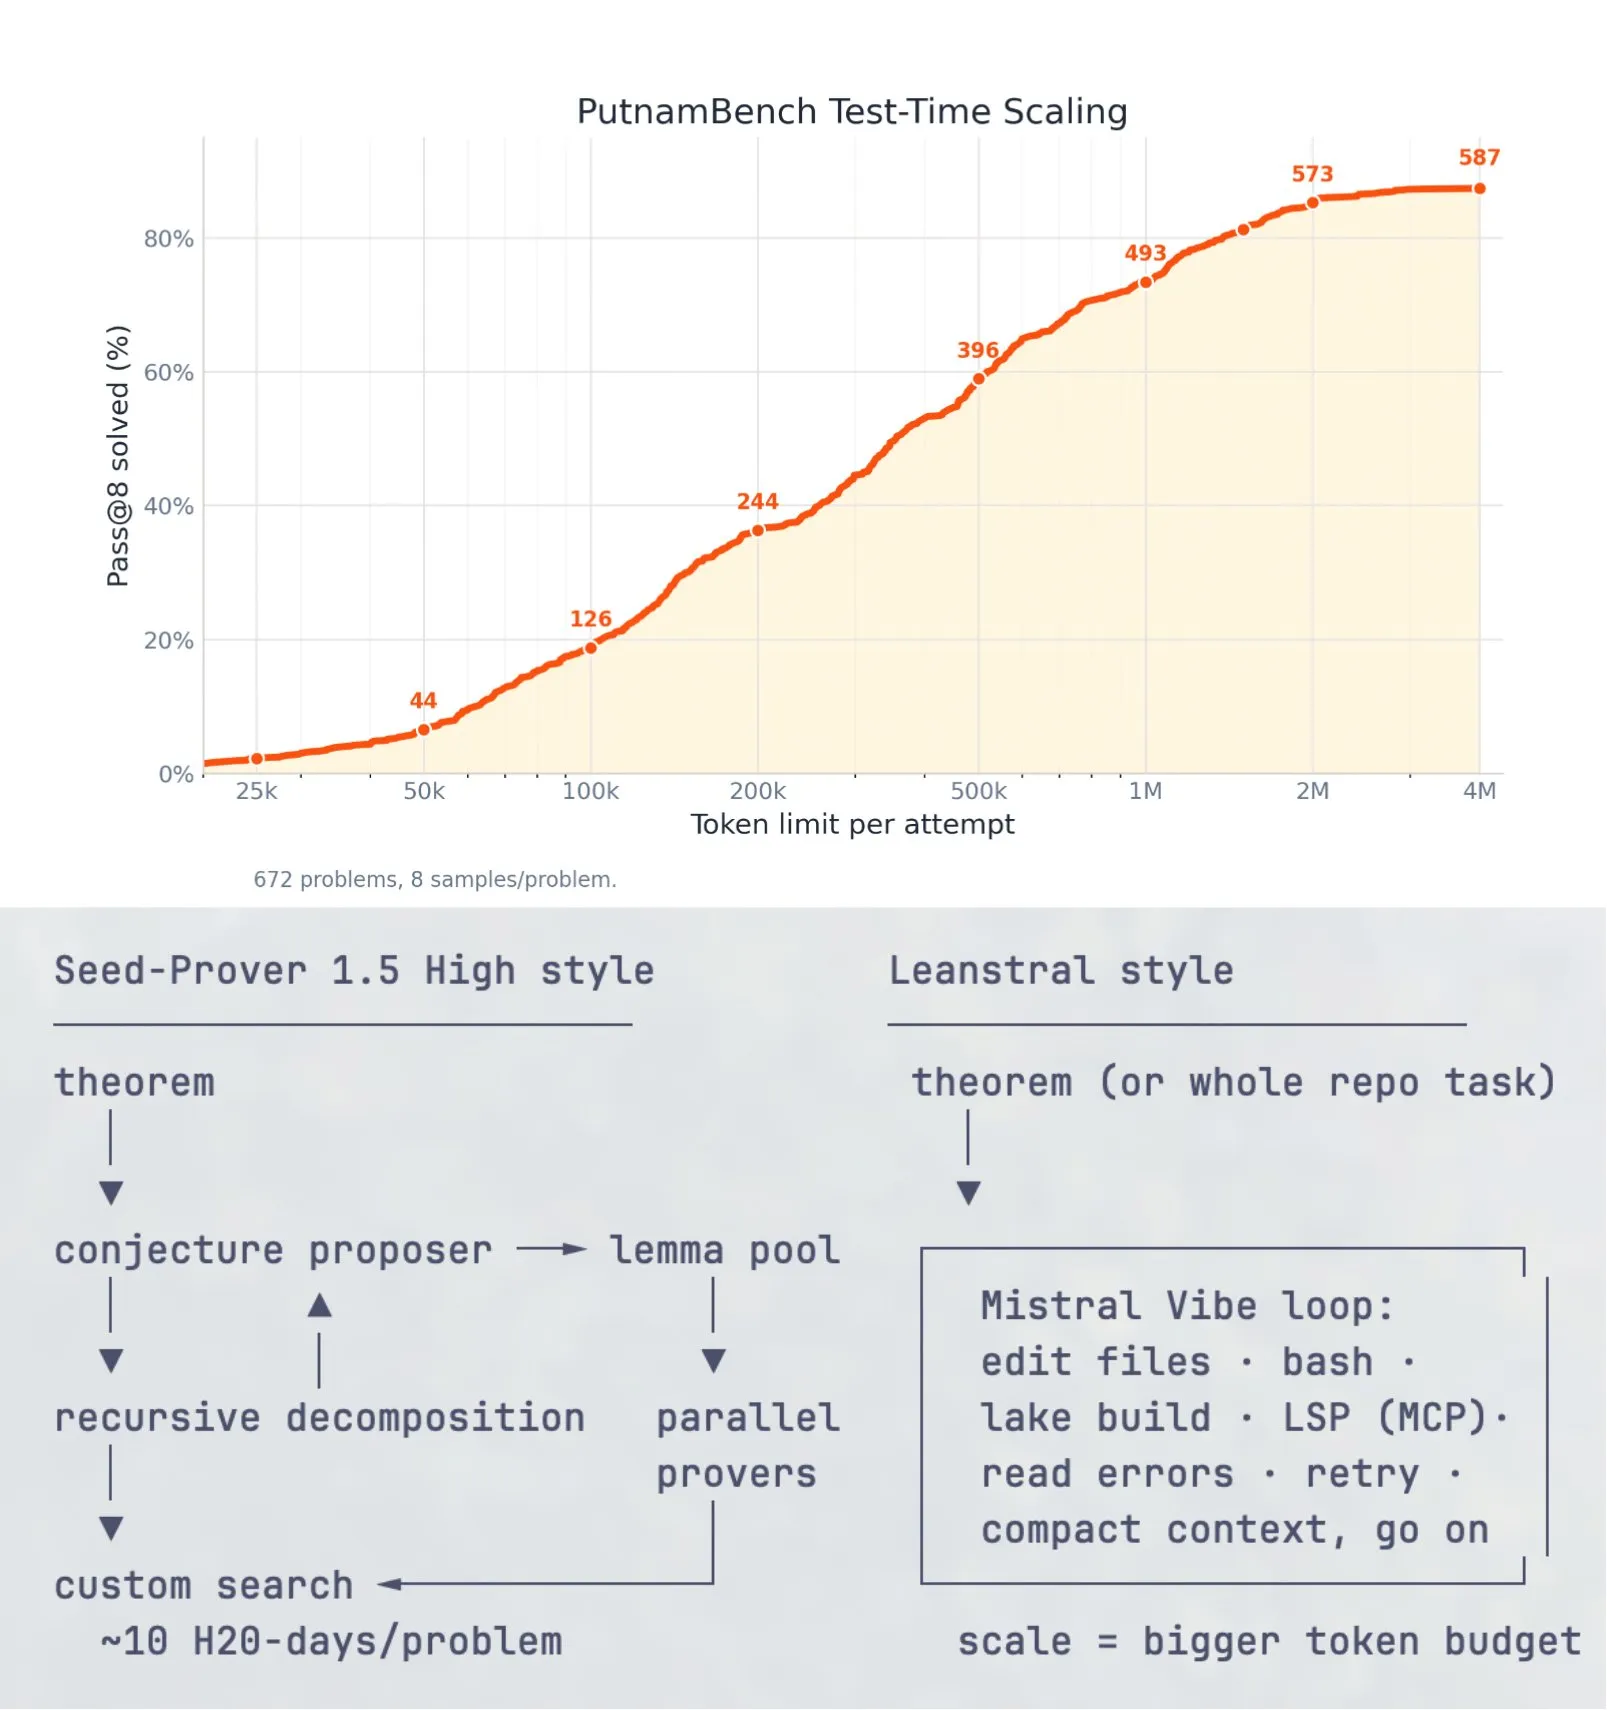 PutnamBench Test-Time Scaling
587
573
493
396
244
126
44
80%
60%
40%
20%
0%
Pass@8 solved (%)
25k 50k 100k 200k 500k 1M 2M 4M
Token limit per attempt
672 problems, 8 samples/problem.
Seed-Prover 1.5 High style
theorem
conjecture proposer
lemma pool
recursive decomposition
parallel
provers
custom search
~10 H20-days/problem
Leanstral style
theorem (or whole repo task)
Mistral Vibe loop:
edit files · bash ·
lake build · LSP (MCP)·
read errors · retry ·
compact context, go on
scale = bigger token budget